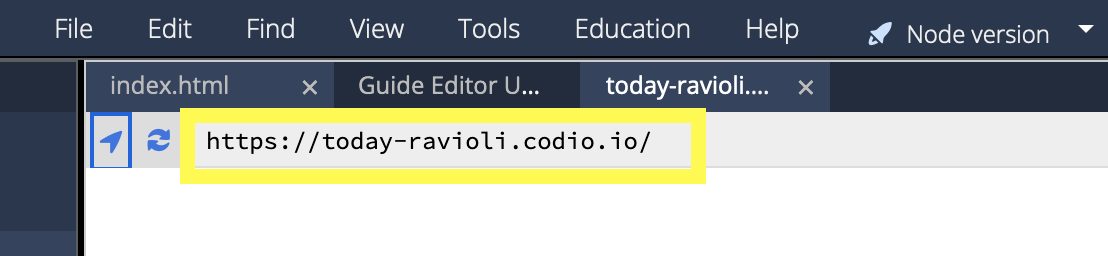 File Edit Find View Tools Education Help Node version
index.html Guide Editor U... today-ravioli....
https://today-ravioli.codio.io/